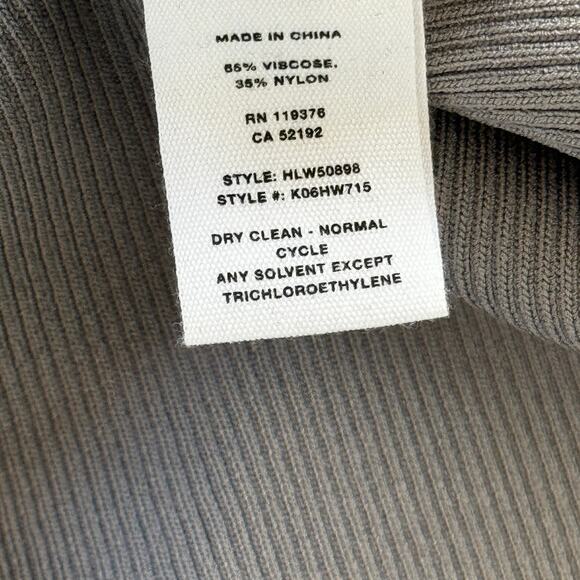 MADE IN CHINA
65% VISCOSE.
35% NYLON
RN 119376
CA 52192
STYLE: HLW50898
STYLE #: K06HW715
DRY CLEAN - NORMAL
CYCLE
ANY SOLVENT EXCEPT
TRICHLOROETHYLENE